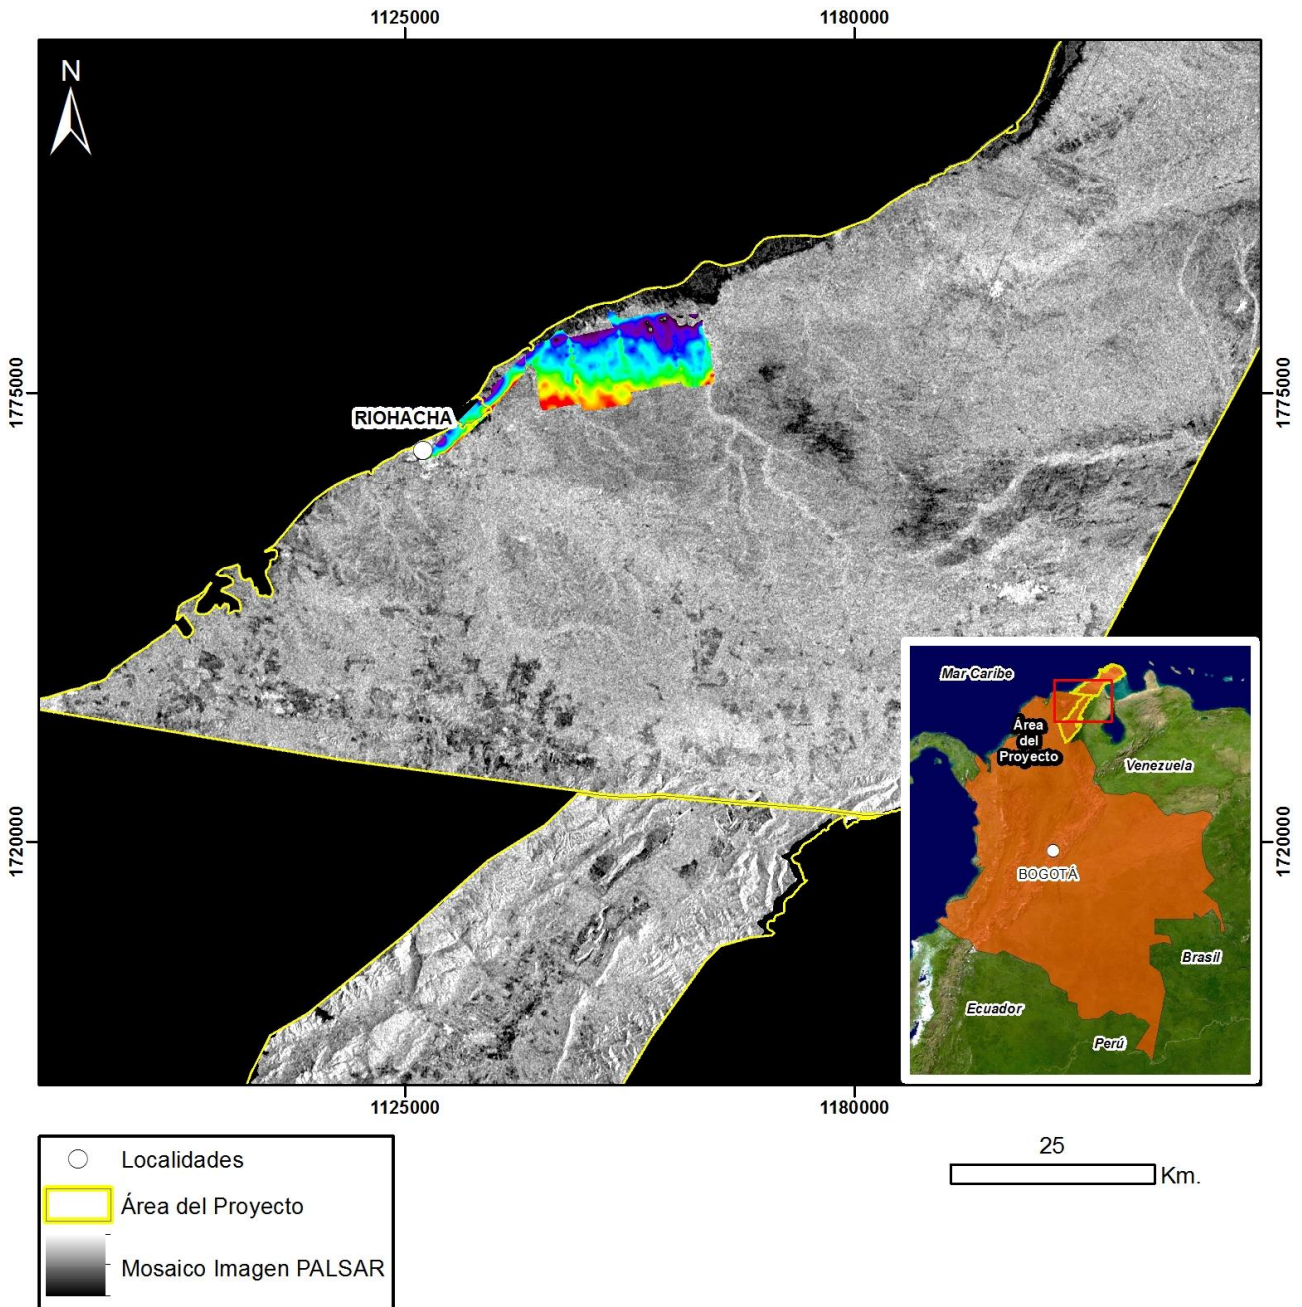 1125000
1180000
N
1775000
1775000
RIOHACHA
Mar Caribe
Área
del
Proyecto
Venezuela
1720000
1720000
BOGOTÁ
Brasil
Ecuador
Perú
1125000
1180000
Localidades
Área del Proyecto
Mosaico Imagen PALSAR
25
Km.